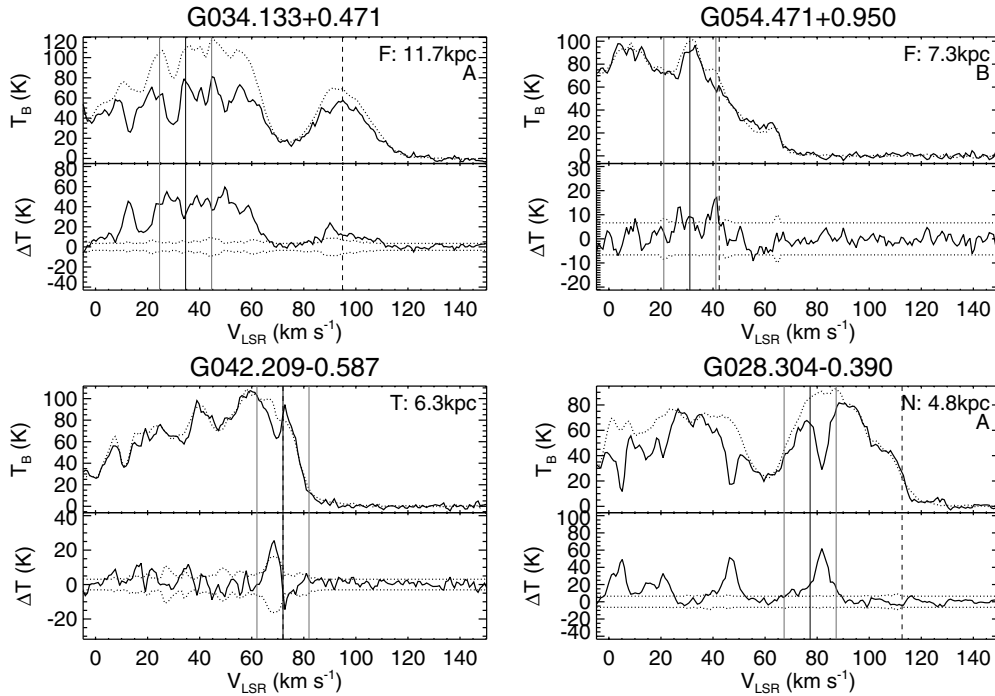 G034.133+0.471
F: 11.7kpc
A
T_B (K)
120
100
80
60
40
20
0
ΔT (K)
80
60
40
20
0
-20
-40
0 20 40 60 80 100 120 140
V_LSR (km s⁻¹)
G054.471+0.950
F: 7.3kpc
B
T_B (K)
100
80
60
40
20
0
ΔT (K)
30
20
10
0
-10
-20
0 20 40 60 80 100 120 140
V_LSR (km s⁻¹)
G042.209-0.587
T: 6.3kpc
T_B (K)
100
80
60
40
20
0
ΔT (K)
40
20
0
-20
0 20 40 60 80 100 120 140
V_LSR (km s⁻¹)
G028.304-0.390
N: 4.8kpc
A
T_B (K)
80
60
40
20
0
ΔT (K)
100
80
60
40
20
0
-20
-40
0 20 40 60 80 100 120 140
V_LSR (km s⁻¹)